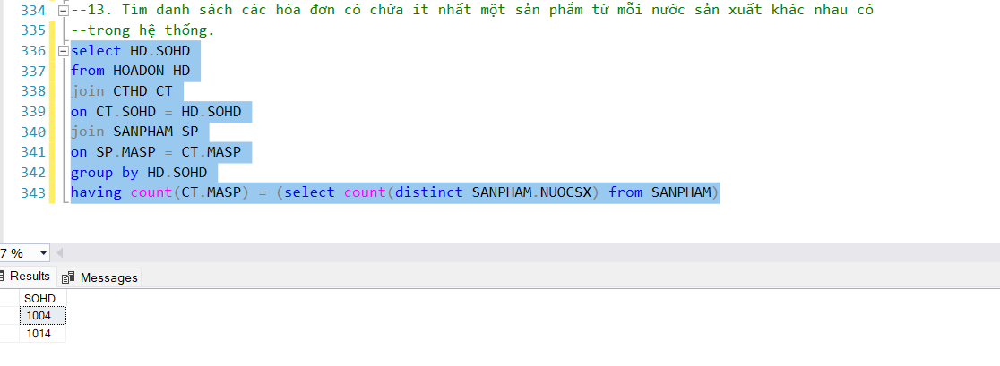 334 --13. Tìm danh sách các hóa đơn có chứa ít nhất một sản phẩm từ mỗi nước sản xuất khác nhau có
335 --trong hệ thống.
336 select HD.SOHD
337 from HOADON HD
338 join CTHD CT
339 on CT.SOHD = HD.SOHD
340 join SANPHAM SP
341 on SP.MASP = CT.MASP
342 group by HD.SOHD
343 having count(CT.MASP) = (select count(distinct SANPHAM.NUOCSX) from SANPHAM)
7 %
Results Messages
SOHD
1004
1014